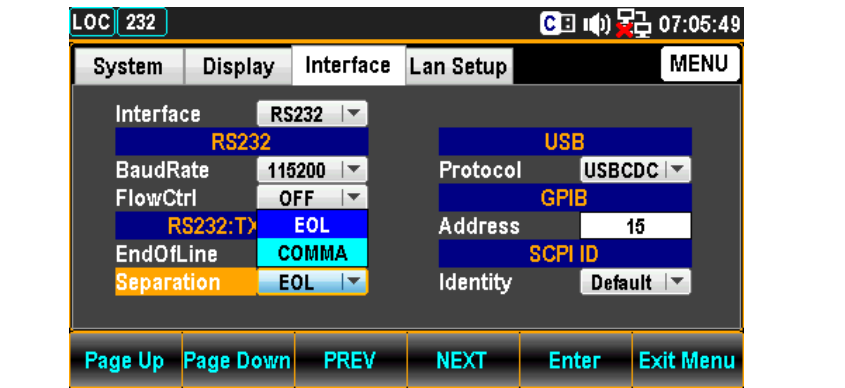 LOC 232 C 07:05:49
System Display Interface Lan Setup MENU
Interface RS232
RS232 USB
BaudRate 115200 Protocol USBCDC
FlowCtrl OFF GPIB
RS232:TX EOL Address 15
EndOfLine COMMA SCPI ID
Separation EOL Identity Default
Page Up Page Down PREV NEXT Enter Exit Menu